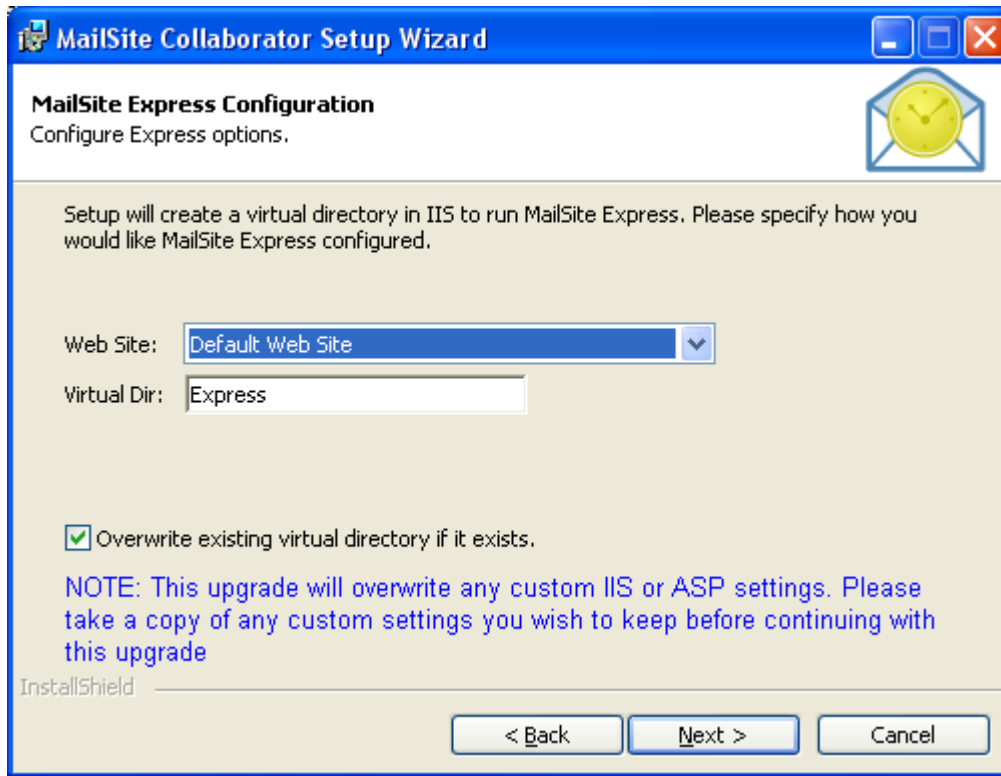 MailSite Collaborator Setup Wizard
MailSite Express Configuration
Configure Express options.
Setup will create a virtual directory in IIS to run MailSite Express. Please specify how you
would like MailSite Express configured.
Web Site: Default Web Site
Virtual Dir: Express
Overwrite existing virtual directory if it exists.
NOTE: This upgrade will overwrite any custom IIS or ASP settings. Please
take a copy of any custom settings you wish to keep before continuing with
this upgrade
InstallShield
< Back Next > Cancel